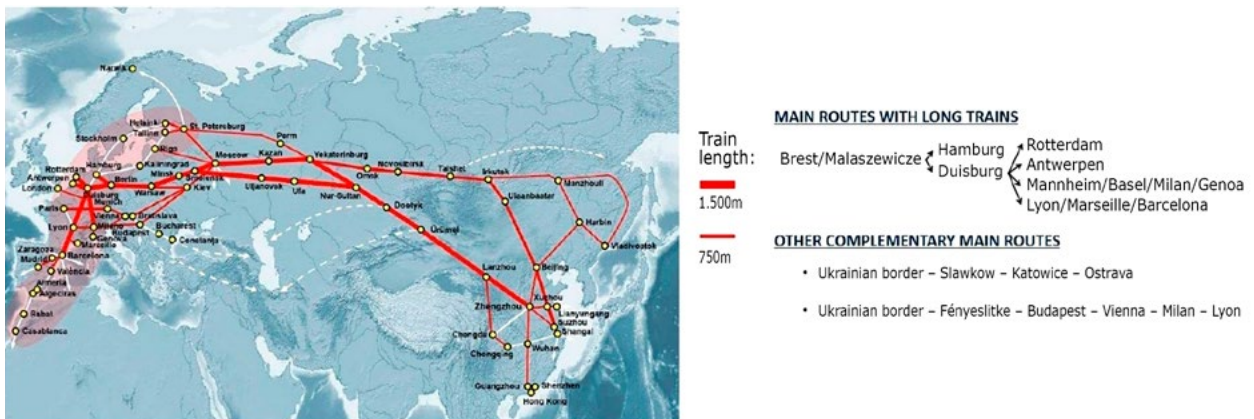 Narwik
Helsinki
Tallinn
St. Petersburg
Stockholm
Riga
Perm
Moscow
Kazan
Yekaterinburg
Omsk
Novosibirsk
Taishet
Irkutsk
Manzhouli
Rotterdam
Hamburg
Kaliningrad
Antwerpen
Minsk
Smolensk
London
Duisburg
Berlin
Warsaw
Kiev
Uljanovsk
Ufa
Nur-Sultan
Ulaanbaatar
Dostyk
Harbin
Paris
Munich
Vienna
Bratislava
Lyon
Milano
Budapest
Bucharest
Genova
Constanja
Ürümqi
Vladivostok
Marseille
Zaragoza
Barcelona
Madrid
València
Lanzhou
Beijing
Almeria
Algeciras
Zhengzhou
Xuzhou
Lianyungang
Suzhou
Shangai
Rabat
Casablanca
Chengdu
Chongqing
Wuhan
Guangzhou
Shenzhen
Hong Kong
Train
length:
1.500m
750m
MAIN ROUTES WITH LONG TRAINS
Brest/Malaszewicze
Hamburg
Duisburg
Rotterdam
Antwerpen
Mannheim/Basel/Milan/Genoa
Lyon/Marseille/Barcelona
OTHER COMPLEMENTARY MAIN ROUTES
• Ukrainian border – Slawkow – Katowice – Ostrava
• Ukrainian border – Fényeslitke – Budapest – Vienna – Milan – Lyon